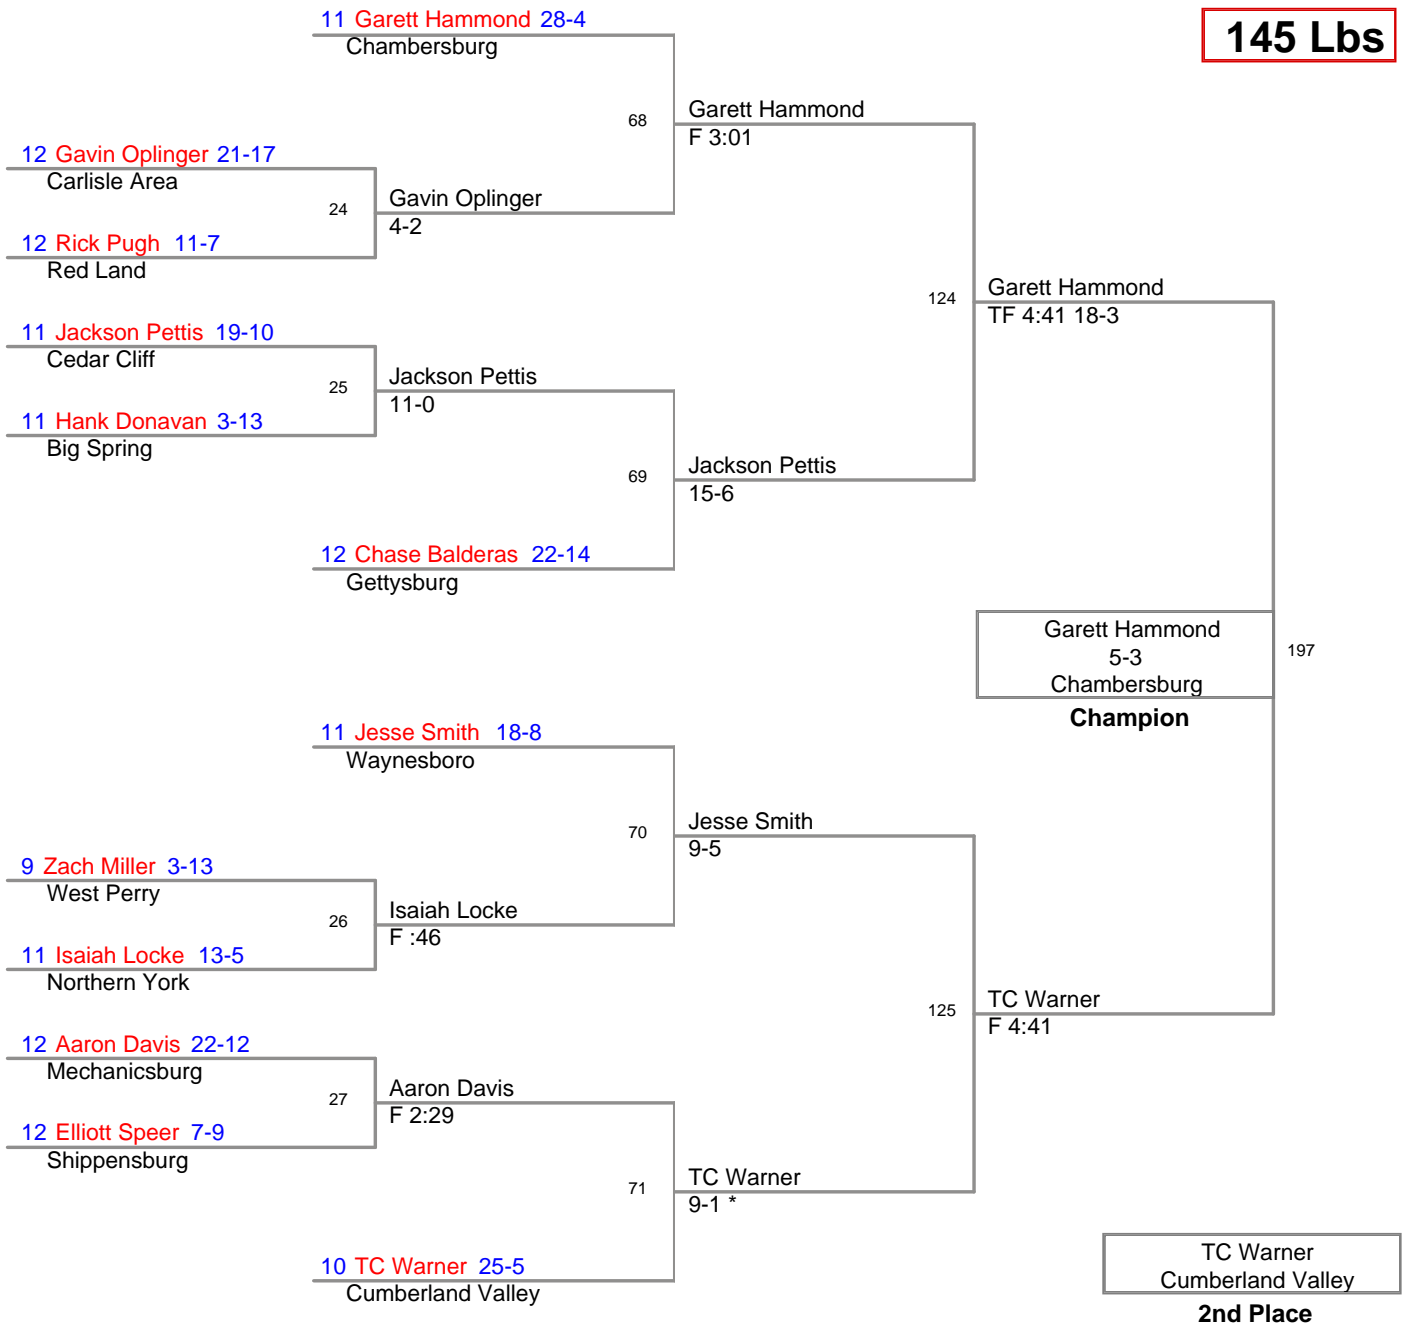 11 Garett Hammond 28-4
Chambersburg
145 Lbs
68
Garett Hammond
F 3:01
12 Gavin Oplinger 21-17
Carlisle Area
24
Gavin Oplinger
4-2
12 Rick Pugh 11-7
Red Land
124
Garett Hammond
TF 4:41 18-3
11 Jackson Pettis 19-10
Cedar Cliff
25
Jackson Pettis
11-0
11 Hank Donavan 3-13
Big Spring
69
Jackson Pettis
15-6
12 Chase Balderas 22-14
Gettysburg
Garett Hammond
5-3
Chambersburg
197
Champion
11 Jesse Smith 18-8
Waynesboro
70
Jesse Smith
9-5
9 Zach Miller 3-13
West Perry
26
Isaiah Locke
F :46
11 Isaiah Locke 13-5
Northern York
125
TC Warner
F 4:41
12 Aaron Davis 22-12
Mechanicsburg
27
Aaron Davis
F 2:29
12 Elliott Speer 7-9
Shippensburg
71
TC Warner
9-1 *
10 TC Warner 25-5
Cumberland Valley
TC Warner
Cumberland Valley
2nd Place